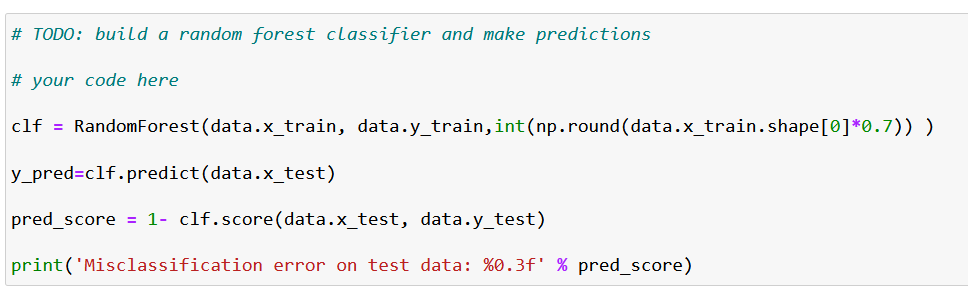 # TODO: build a random forest classifier and make predictions
# your code here
clf = RandomForest(data.x_train, data.y_train,int(np.round(data.x_train.shape[0]*0.7)) )
y_pred=clf.predict(data.x_test)
pred_score = 1- clf.score(data.x_test, data.y_test)
print('Misclassification error on test data: %0.3f' % pred_score)